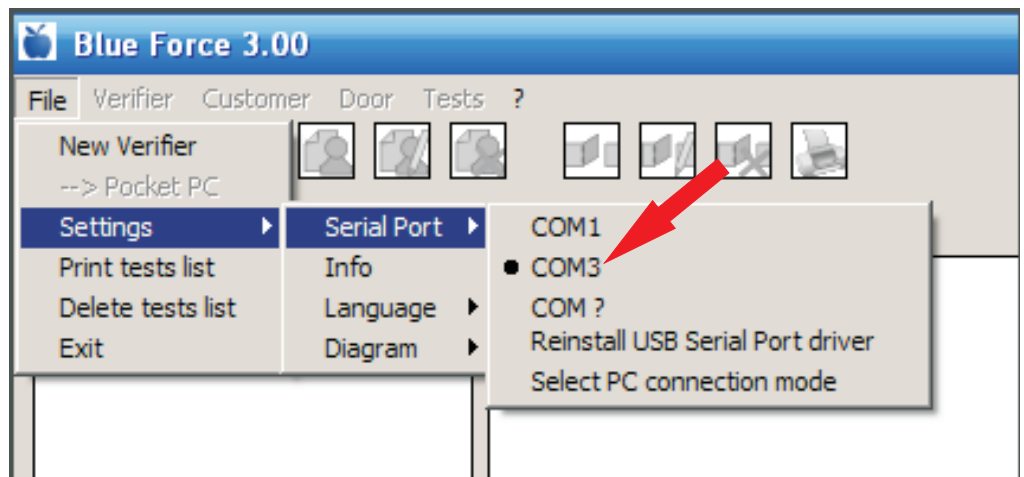 Blue Force 3.00
File Verifier Customer Door Tests ?
New Verifier
--> Pocket PC
Settings
Print tests list
Delete tests list
Exit
Serial Port
Info
Language
Diagram
COM1
COM3
COM ?
Reinstall USB Serial Port driver
Select PC connection mode